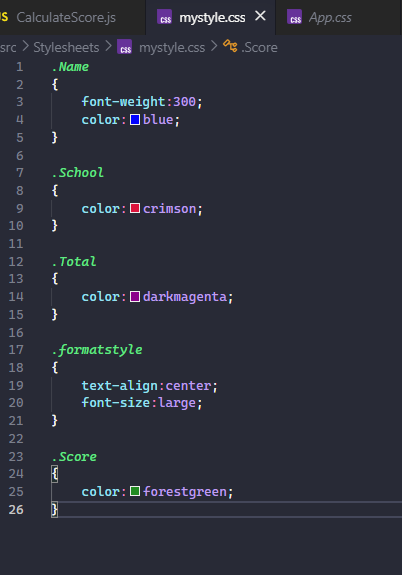 JS CalculateScore.js mystyle.css App.css
src > Stylesheets > mystyle.css > .Score
1 .Name
2 {
3 font-weight:300;
4 color: blue;
5 }
6
7 .School
8 {
9 color: crimson;
10 }
11
12 .Total
13 {
14 color: darkmagenta;
15 }
16
17 .formatstyle
18 {
19 text-align:center;
20 font-size:large;
21 }
22
23 .Score
24 {
25 color: forestgreen;
26 }